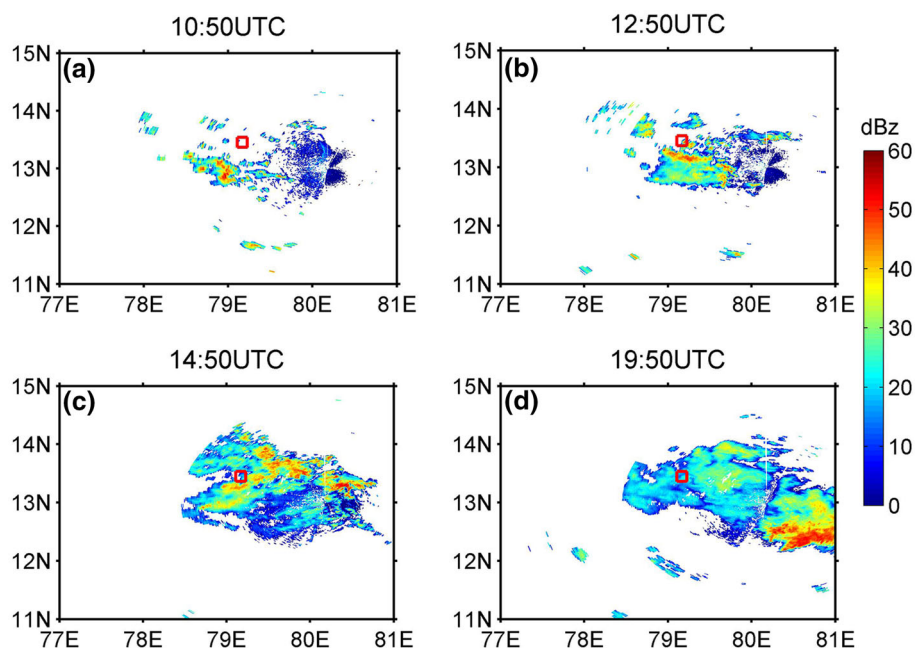 10:50UTC
12:50UTC
(a)
15N
14N
13N
12N
11N
77E 78E 79E 80E 81E
(b)
15N
14N
13N
12N
11N
77E 78E 79E 80E 81E
dBz
60
50
40
30
20
10
0
14:50UTC
19:50UTC
(c)
15N
14N
13N
12N
11N
77E 78E 79E 80E 81E
(d)
15N
14N
13N
12N
11N
77E 78E 79E 80E 81E